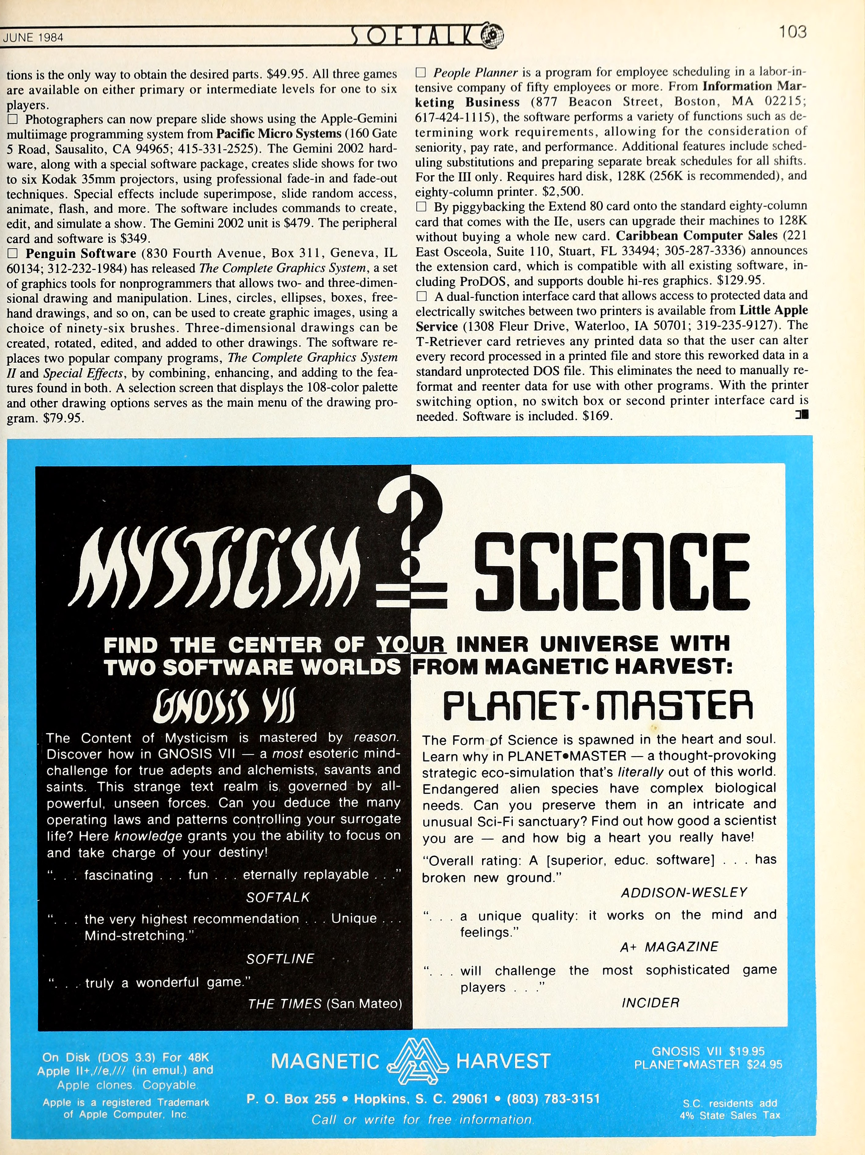 JUNE 1984
SOFTALK
103
tions is the only way to obtain the desired parts. $49.95. All three games
are available on either primary or intermediate levels for one to six
players.
□ Photographers can now prepare slide shows using the Apple-Gemini
multiimage programming system from Pacific Micro Systems (160 Gate
5 Road, Sausalito, CA 94965; 415-331-2525). The Gemini 2002 hard-
ware, along with a special software package, creates slide shows for two
to six Kodak 35mm projectors, using professional fade-in and fade-out
techniques. Special effects include superimpose, slide random access,
animate, flash, and more. The software includes commands to create,
edit, and simulate a show. The Gemini 2002 unit is $479. The peripheral
card and software is $349.
□ Penguin Software (830 Fourth Avenue, Box 311, Geneva, IL
60134; 312-232-1984) has released The Complete Graphics System, a set
of graphics tools for nonprogrammers that allows two- and three-dimen-
sional drawing and manipulation. Lines, circles, ellipses, boxes, free-
hand drawings, and so on, can be used to create graphic images, using a
choice of ninety-six brushes. Three-dimensional drawings can be
created, rotated, edited, and added to other drawings. The software re-
places two popular company programs, The Complete Graphics System
II and Special Effects, by combining, enhancing, and adding to the fea-
tures found in both. A selection screen that displays the 108-color palette
and other drawing options serves as the main menu of the drawing pro-
gram. $79.95.
□ People Planner is a program for employee scheduling in a labor-in-
tensive company of fifty employees or more. From Information Mar-
keting Business (877 Beacon Street, Boston, MA 02215;
617-424-1115), the software performs a variety of functions such as de-
termining work requirements, allowing for the consideration of
seniority, pay rate, and performance. Additional features include sched-
uling substitutions and preparing separate break schedules for all shifts.
For the III only. Requires hard disk, 128K (256K is recommended), and
eighty-column printer. $2,500.
□ By piggybacking the Extend 80 card onto the standard eighty-column
card that comes with the IIe, users can upgrade their machines to 128K
without buying a whole new card. Caribbean Computer Sales (221
East Osceola, Suite 110, Stuart, FL 33494; 305-287-3336) announces
the extension card, which is compatible with all existing software, in-
cluding ProDOS, and supports double hi-res graphics. $129.95.
□ A dual-function interface card that allows access to protected data and
electrically switches between two printers is available from Little Apple
Service (1308 Fleur Drive, Waterloo, IA 50701; 319-235-9127). The
T-Retriever card retrieves any printed data so that the user can alter
every record processed in a printed file and store this reworked data in a
standard unprotected DOS file. This eliminates the need to manually re-
format and reenter data for use with other programs. With the printer
switching option, no switch box or second printer interface card is
needed. Software is included. $169.
MYSTICISM ?= SCIENCE
FIND THE CENTER OF YOUR INNER UNIVERSE WITH
TWO SOFTWARE WORLDS FROM MAGNETIC HARVEST:
GNOSIS VII
The Content of Mysticism is mastered by reason.
Discover how in GNOSIS VII — a most esoteric mind-
challenge for true adepts and alchemists, savants and
saints. This strange text realm is governed by all-
powerful, unseen forces. Can you deduce the many
operating laws and patterns controlling your surrogate
life? Here knowledge grants you the ability to focus on
and take charge of your destiny!
“. . . fascinating . . . fun . . . eternally replayable . . .”
SOFTALK
“. . . the very highest recommendation . . . Unique . . .
Mind-stretching.”
SOFTLINE
“. . . truly a wonderful game.”
THE TIMES (San Mateo)
PLANET·MASTER
The Form of Science is spawned in the heart and soul.
Learn why in PLANET•MASTER — a thought-provoking
strategic eco-simulation that's literally out of this world.
Endangered alien species have complex biological
needs. Can you preserve them in an intricate and
unusual Sci-Fi sanctuary? Find out how good a scientist
you are — and how big a heart you really have!
“Overall rating: A [superior, educ. software] . . . has
broken new ground.”
ADDISON-WESLEY
“. . . a unique quality: it works on the mind and
feelings.”
A+ MAGAZINE
“. . . will challenge the most sophisticated game
players . . .”
INCIDER
On Disk (DOS 3.3) For 48K
Apple II+,//e,/// (in emul.) and
Apple clones. Copyable.
Apple is a registered Trademark
of Apple Computer, Inc.
MAGNETIC HARVEST
P. O. Box 255 • Hopkins, S. C. 29061 • (803) 783-3151
Call or write for free information.
GNOSIS VII $19.95
PLANET•MASTER $24.95
S.C. residents add
4% State Sales Tax